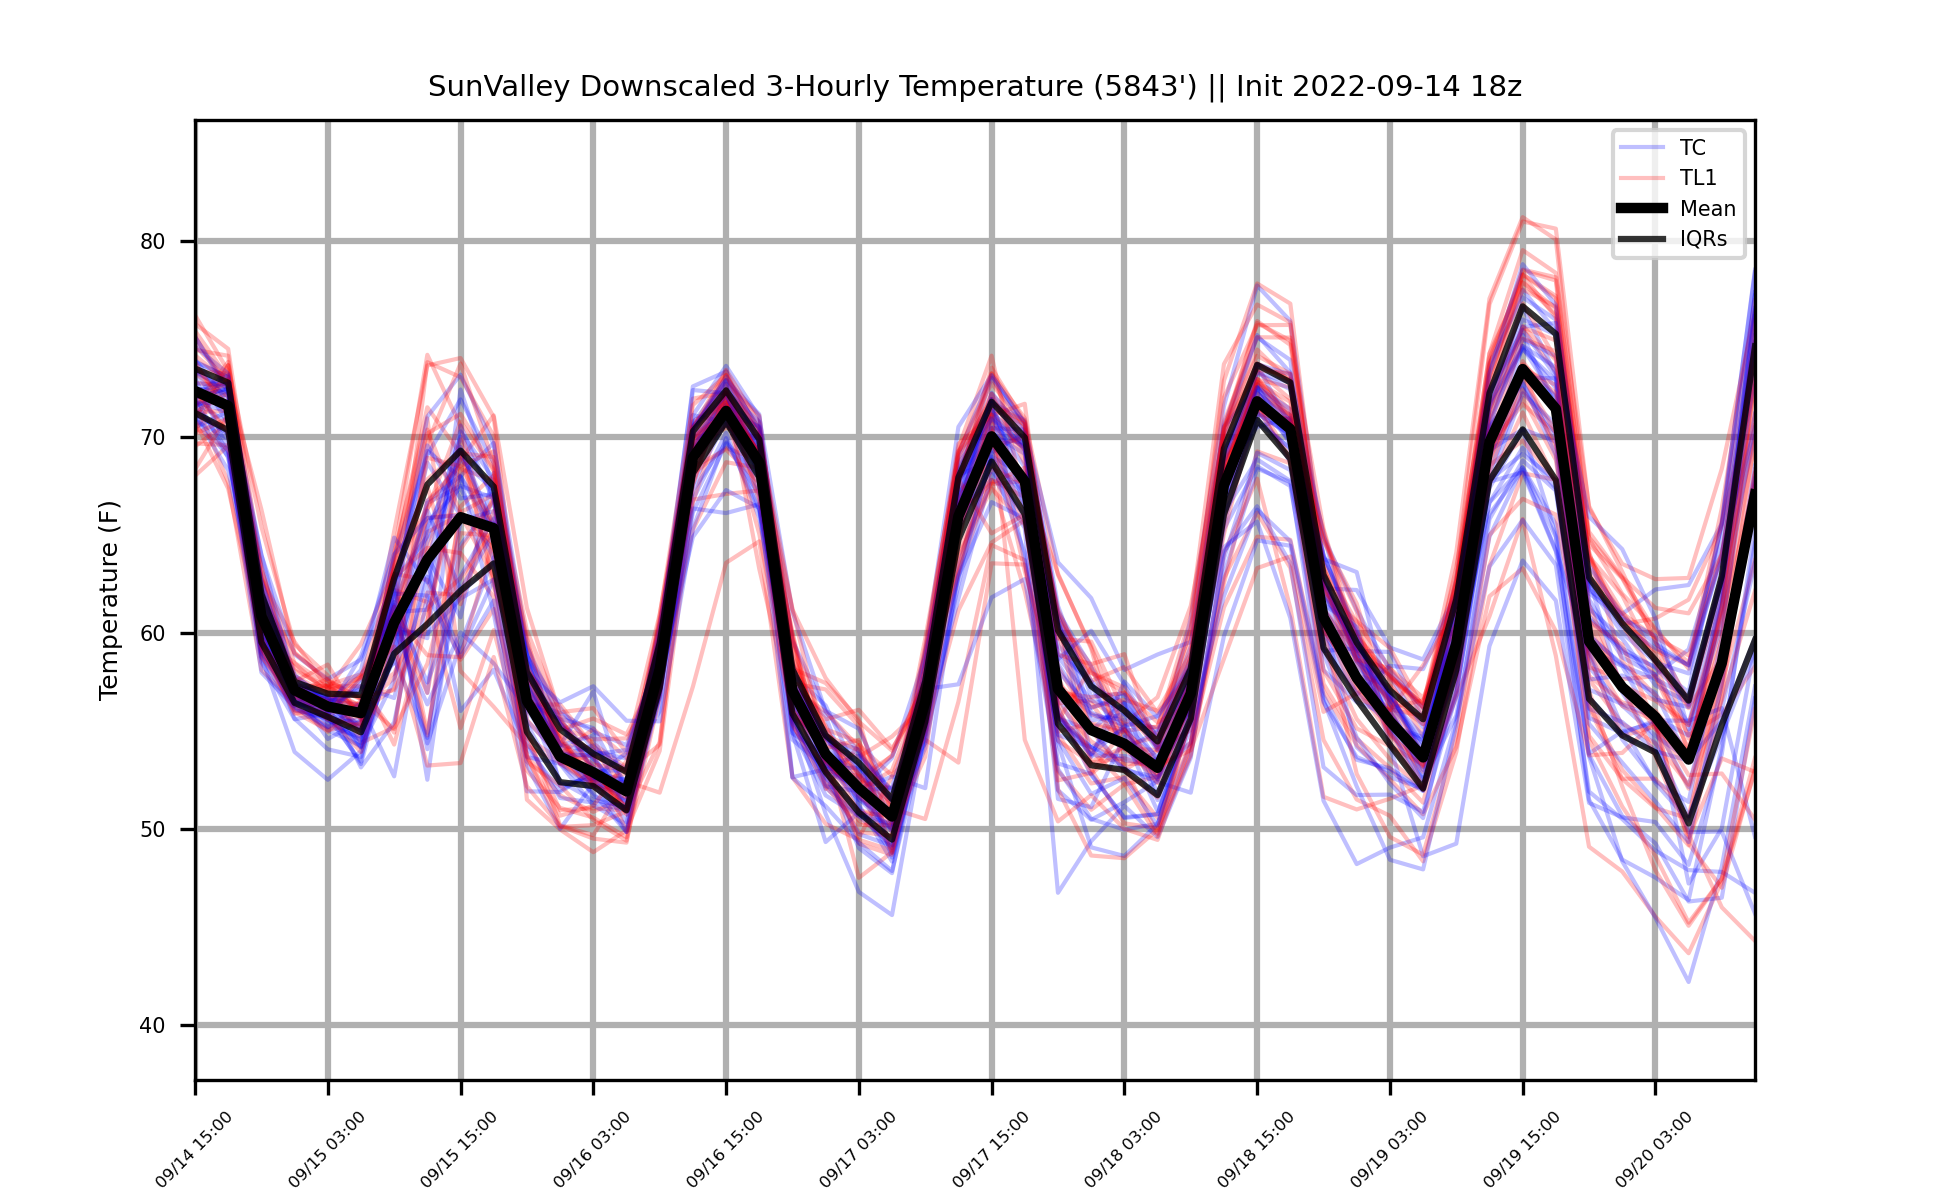 SunValley Downscaled 3-Hourly Temperature (5843') || Init 2022-09-14 18z
TC
TL1
Mean
IQRs
Temperature (F)
80
70
60
50
40
09/14 15:00
09/15 03:00
09/15 15:00
09/16 03:00
09/16 15:00
09/17 03:00
09/17 15:00
09/18 03:00
09/18 15:00
09/19 03:00
09/19 15:00
09/20 03:00